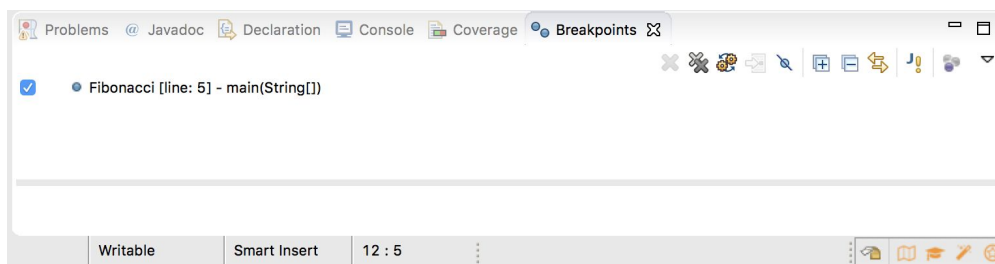 Problems @ Javadoc Declaration Console Coverage Breakpoints
Fibonacci [line: 5] - main(String[])
Writable Smart Insert 12 : 5